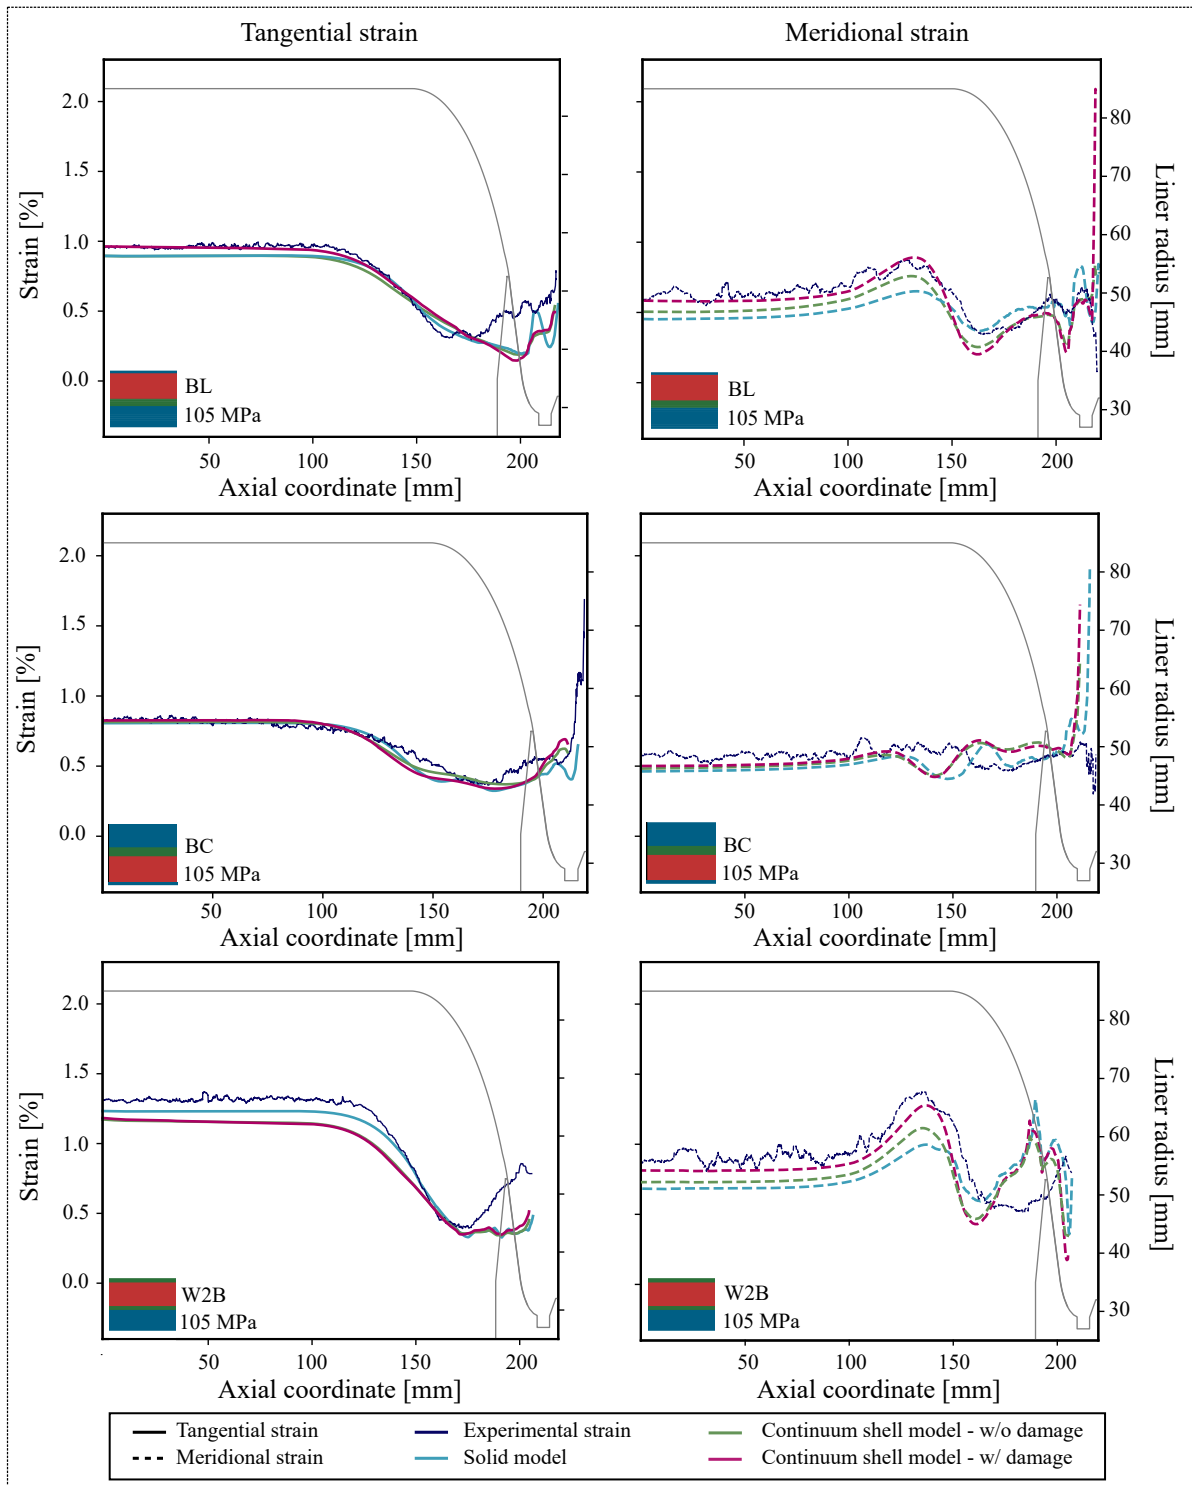 Tangential strain
Meridional strain
2.0
1.5
1.0
0.5
0.0
Strain [%]
BL
105 MPa
50 100 150 200
Axial coordinate [mm]
BL
105 MPa
80
70
60
50
40
30
Liner radius [mm]
50 100 150 200
Axial coordinate [mm]
2.0
1.5
1.0
0.5
0.0
Strain [%]
BC
105 MPa
50 100 150 200
Axial coordinate [mm]
BC
105 MPa
80
70
60
50
40
30
Liner radius [mm]
50 100 150 200
Axial coordinate [mm]
2.0
1.5
1.0
0.5
0.0
Strain [%]
W2B
105 MPa
50 100 150 200
Axial coordinate [mm]
W2B
105 MPa
80
70
60
50
40
30
Liner radius [mm]
50 100 150 200
Axial coordinate [mm]
Tangential strain
Meridional strain
Experimental strain
Solid model
Continuum shell model - w/o damage
Continuum shell model - w/ damage